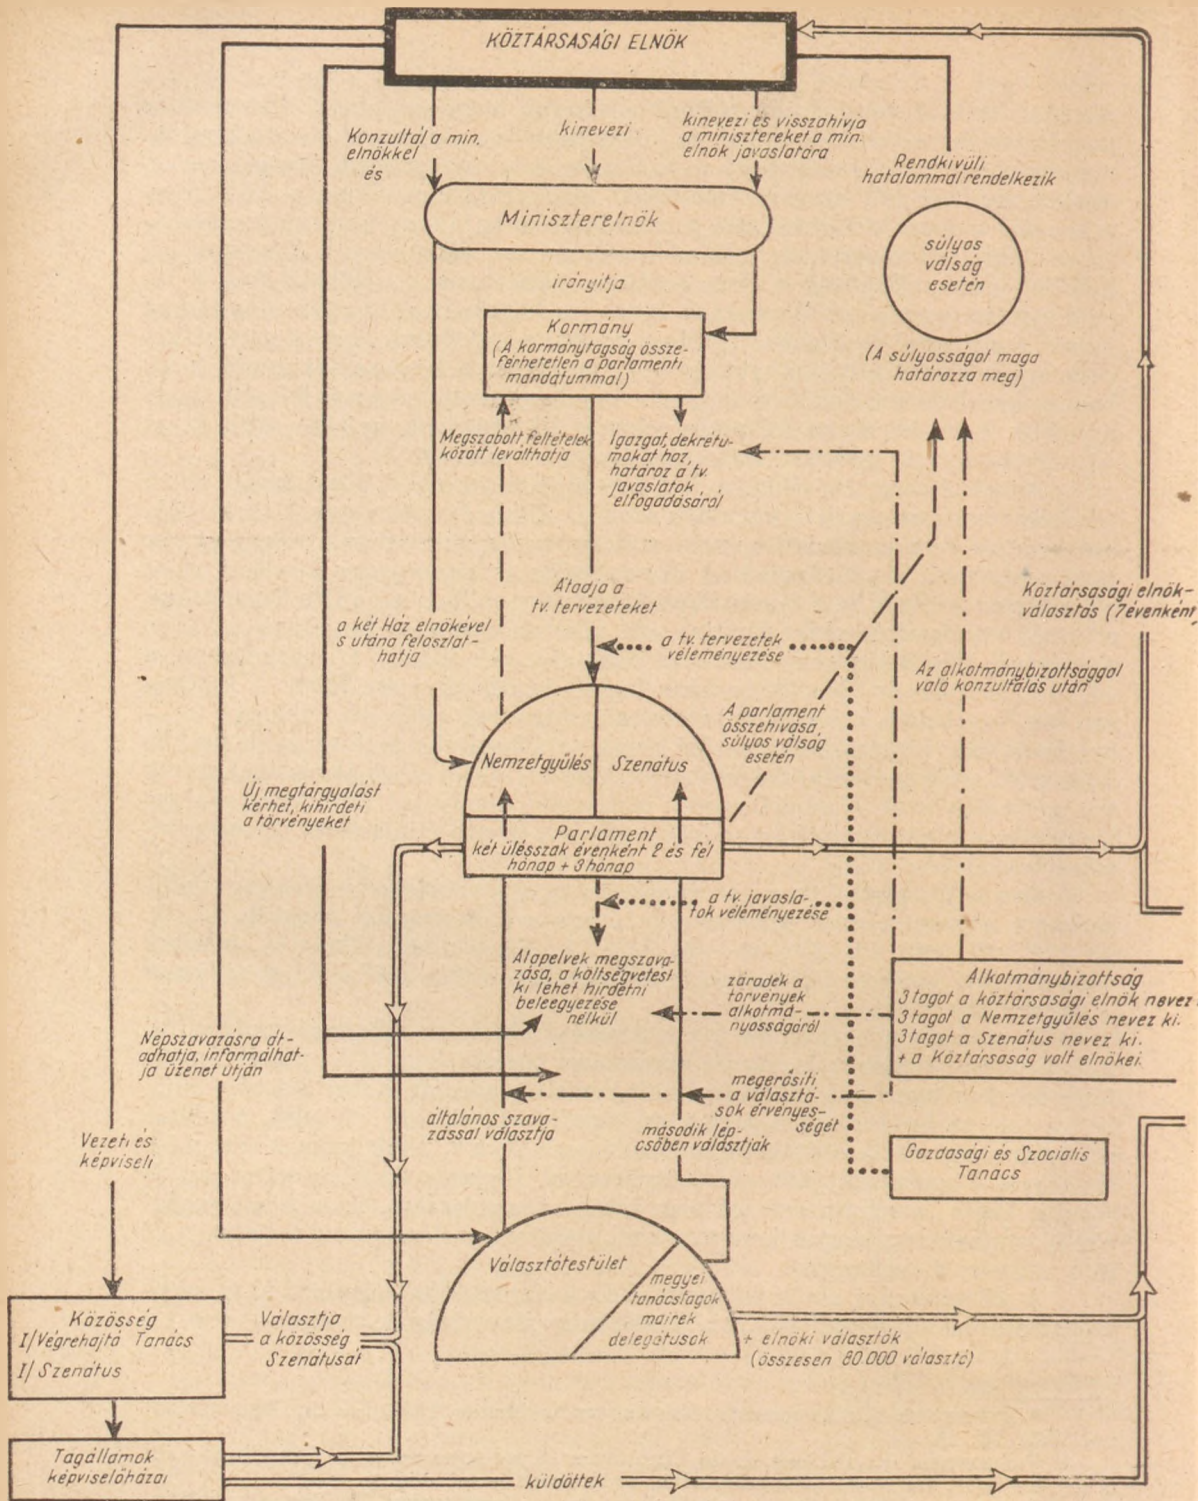 KÖZTÁRSASÁGI ELNÖK
Konzultál a min.
elnökkel
és
kinevezi
kinevezi és visszahívja
a minisztereket a min.
elnök javaslatára
Rendkívüli
hatalommal rendelkezik
Miniszterelnök
súlyos
válság
esetén
irányítja
Kormány
(A kormánytagság össze-
férhetetlen a parlamenti
mandátummal)
(A súlyosságot maga
határozza meg)
Megszabott feltételek
között leválthatja
Igazgat, dekrétu-
mokat hoz,
határoz a tv.
javaslatok
elfogadásáról
Átadja a
tv. tervezeteket
Köztársasági elnök-
választás (7 évenként)
a két Ház elnökével
s utána feloszlat-
hatja
a tv. tervezetek
véleményezése
Az alkotmánybizottsággal
való konzultálás után
A parlament
összehívása,
súlyos válság
esetén
Nemzetgyűlés
Szenátus
Új megtárgyalást
kérhet, kihirdeti
a törvényeket
Parlament
két ülésszak évenként 2 és fél
hónap + 3 hónap
a tv. javasla-
tok véleményezése
Alapelvek megszava-
zása, a költségvetést
ki lehet hirdetni
beleegyezése
nélkül
záradék a
törvények
alkotmá-
nyosságáról
Alkotmánybizottság
3 tagot a köztársasági elnök nevez
3 tagot a Nemzetgyűlés nevez ki.
3 tagot a Szenátus nevez ki.
+ a Köztársaság volt elnökei.
Népszavazásra át-
adhatja, informálhat-
ja üzenet útján
megerősíti
a választá-
sok érvényes-
ségét
általános szava-
zással választja
második lép-
csőben választják
Vezeti és
képviseli
Gazdasági és Szociális
Tanács
Választótestület
megyei
tanácstagok
mairek
delegátusok
+ elnöki választók
(összesen 80.000 választó)
Közösség
I/Végrehajtó Tanács
I/ Szenátus
Választja
a közösség
Szenátusát
Tagállamok
képviselőházai
küldöttek